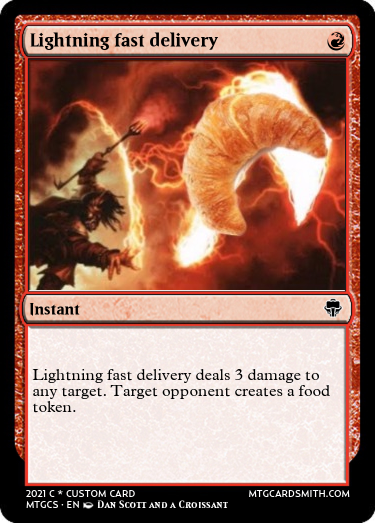 Lightning fast delivery
Instant
Lightning fast delivery deals 3 damage to
any target. Target opponent creates a food
token.
2021 C * CUSTOM CARD MTGCARDSMITH.COM
MTGCS · EN Dan Scott and a Croissant